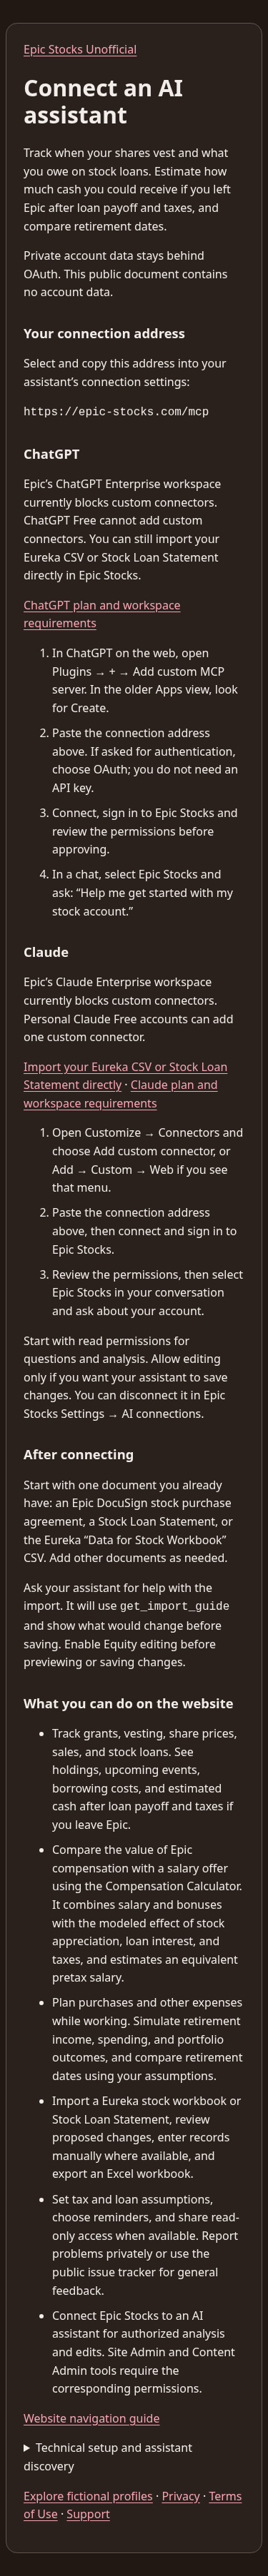 Epic Stocks Unofficial
Connect an AI
assistant
Track when your shares vest and what
you owe on stock loans. Estimate how
much cash you could receive if you left
Epic after loan payoff and taxes, and
compare retirement dates.
Private account data stays behind
OAuth. This public document contains
no account data.
Your connection address
Select and copy this address into your
assistant’s connection settings:
https://epic-stocks.com/mcp
ChatGPT
Epic’s ChatGPT Enterprise workspace
currently blocks custom connectors.
ChatGPT Free cannot add custom
connectors. You can still import your
Eureka CSV or Stock Loan Statement
directly in Epic Stocks.
ChatGPT plan and workspace
requirements
1. In ChatGPT on the web, open
Plugins → + → Add custom MCP
server. In the older Apps view, look
for Create.
2. Paste the connection address
above. If asked for authentication,
choose OAuth; you do not need an
API key.
3. Connect, sign in to Epic Stocks and
review the permissions before
approving.
4. In a chat, select Epic Stocks and
ask: “Help me get started with my
stock account.”
Claude
Epic’s Claude Enterprise workspace
currently blocks custom connectors.
Personal Claude Free accounts can add
one custom connector.
Import your Eureka CSV or Stock Loan
Statement directly · Claude plan and
workspace requirements
1. Open Customize → Connectors and
choose Add custom connector, or
Add → Custom → Web if you see
that menu.
2. Paste the connection address
above, then connect and sign in to
Epic Stocks.
3. Review the permissions, then select
Epic Stocks in your conversation
and ask about your account.
Start with read permissions for
questions and analysis. Allow editing
only if you want your assistant to save
changes. You can disconnect it in Epic
Stocks Settings → AI connections.
After connecting
Start with one document you already
have: an Epic DocuSign stock purchase
agreement, a Stock Loan Statement, or
the Eureka “Data for Stock Workbook”
CSV. Add other documents as needed.
Ask your assistant for help with the
import. It will use get_import_guide
and show what would change before
saving. Enable Equity editing before
previewing or saving changes.
What you can do on the website
• Track grants, vesting, share prices,
sales, and stock loans. See
holdings, upcoming events,
borrowing costs, and estimated
cash after loan payoff and taxes if
you leave Epic.
• Compare the value of Epic
compensation with a salary offer
using the Compensation Calculator.
It combines salary and bonuses
with the modeled effect of stock
appreciation, loan interest, and
taxes, and estimates an equivalent
pretax salary.
• Plan purchases and other expenses
while working. Simulate retirement
income, spending, and portfolio
outcomes, and compare retirement
dates using your assumptions.
• Import a Eureka stock workbook or
Stock Loan Statement, review
proposed changes, enter records
manually where available, and
export an Excel workbook.
• Set tax and loan assumptions,
choose reminders, and share read-
only access when available. Report
problems privately or use the
public issue tracker for general
feedback.
• Connect Epic Stocks to an AI
assistant for authorized analysis
and edits. Site Admin and Content
Admin tools require the
corresponding permissions.
Website navigation guide
▶ Technical setup and assistant
discovery
Explore fictional profiles · Privacy · Terms
of Use · Support